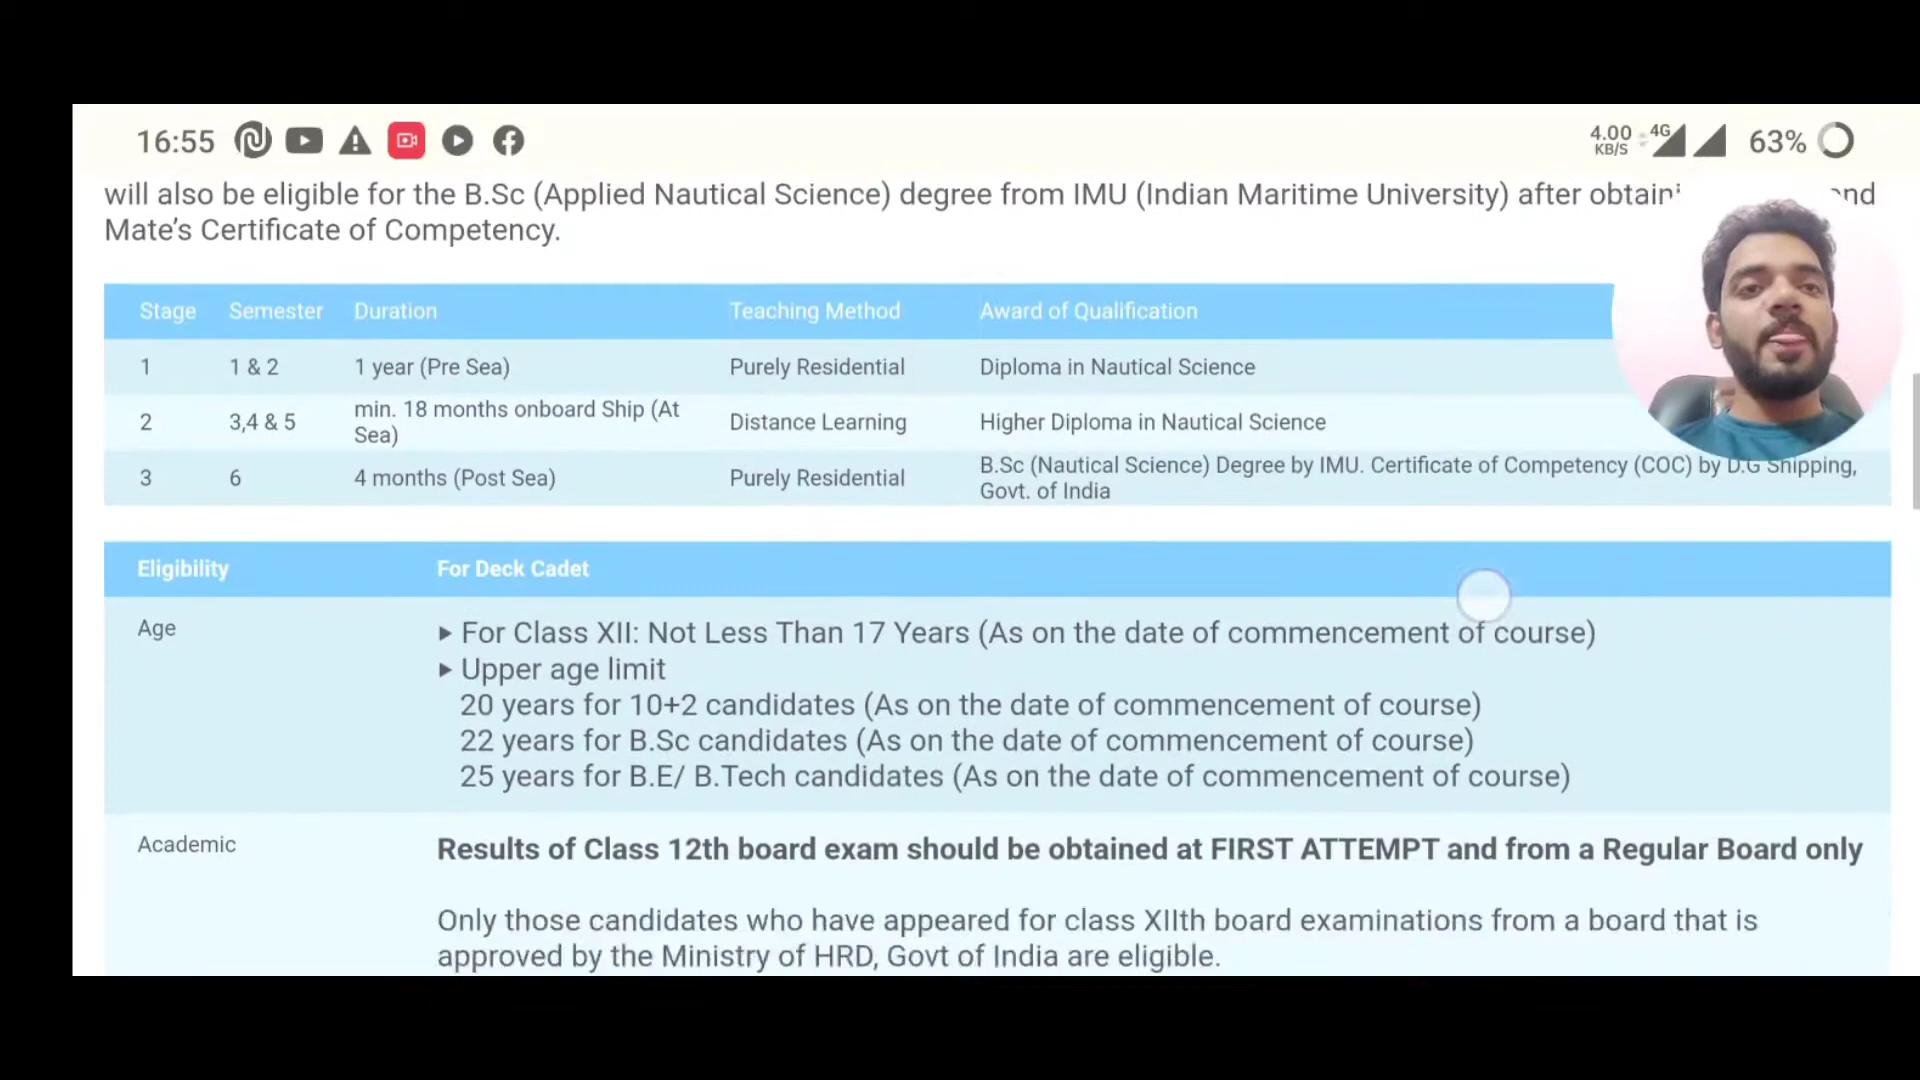 16:55
4.00
KB/S
4G
63%
will also be eligible for the B.Sc (Applied Nautical Science) degree from IMU (Indian Maritime University) after
Mate's Certificate of Competency.
Stage Semester Duration Teaching Method Award of Qualification
1 1 & 2 1 year (Pre Sea) Purely Residential Diploma in Nautical Science
2 3,4 & 5 min. 18 months onboard Ship (At
Sea) Distance Learning Higher Diploma in Nautical Science
3 6 4 months (Post Sea) Purely Residential B.Sc (Nautical Science) Degree by IMU. Certificate of Competency (COC) by D.G Shipping,
Govt. of India
Eligibility For Deck Cadet
Age ▸ For Class XII: Not Less Than 17 Years (As on the date of commencement of course)
▸ Upper age limit
20 years for 10+2 candidates (As on the date of commencement of course)
22 years for B.Sc candidates (As on the date of commencement of course)
25 years for B.E/ B.Tech candidates (As on the date of commencement of course)
Academic Results of Class 12th board exam should be obtained at FIRST ATTEMPT and from a Regular Board only
Only those candidates who have appeared for class XIIth board examinations from a board that is
approved by the Ministry of HRD, Govt of India are eligible.